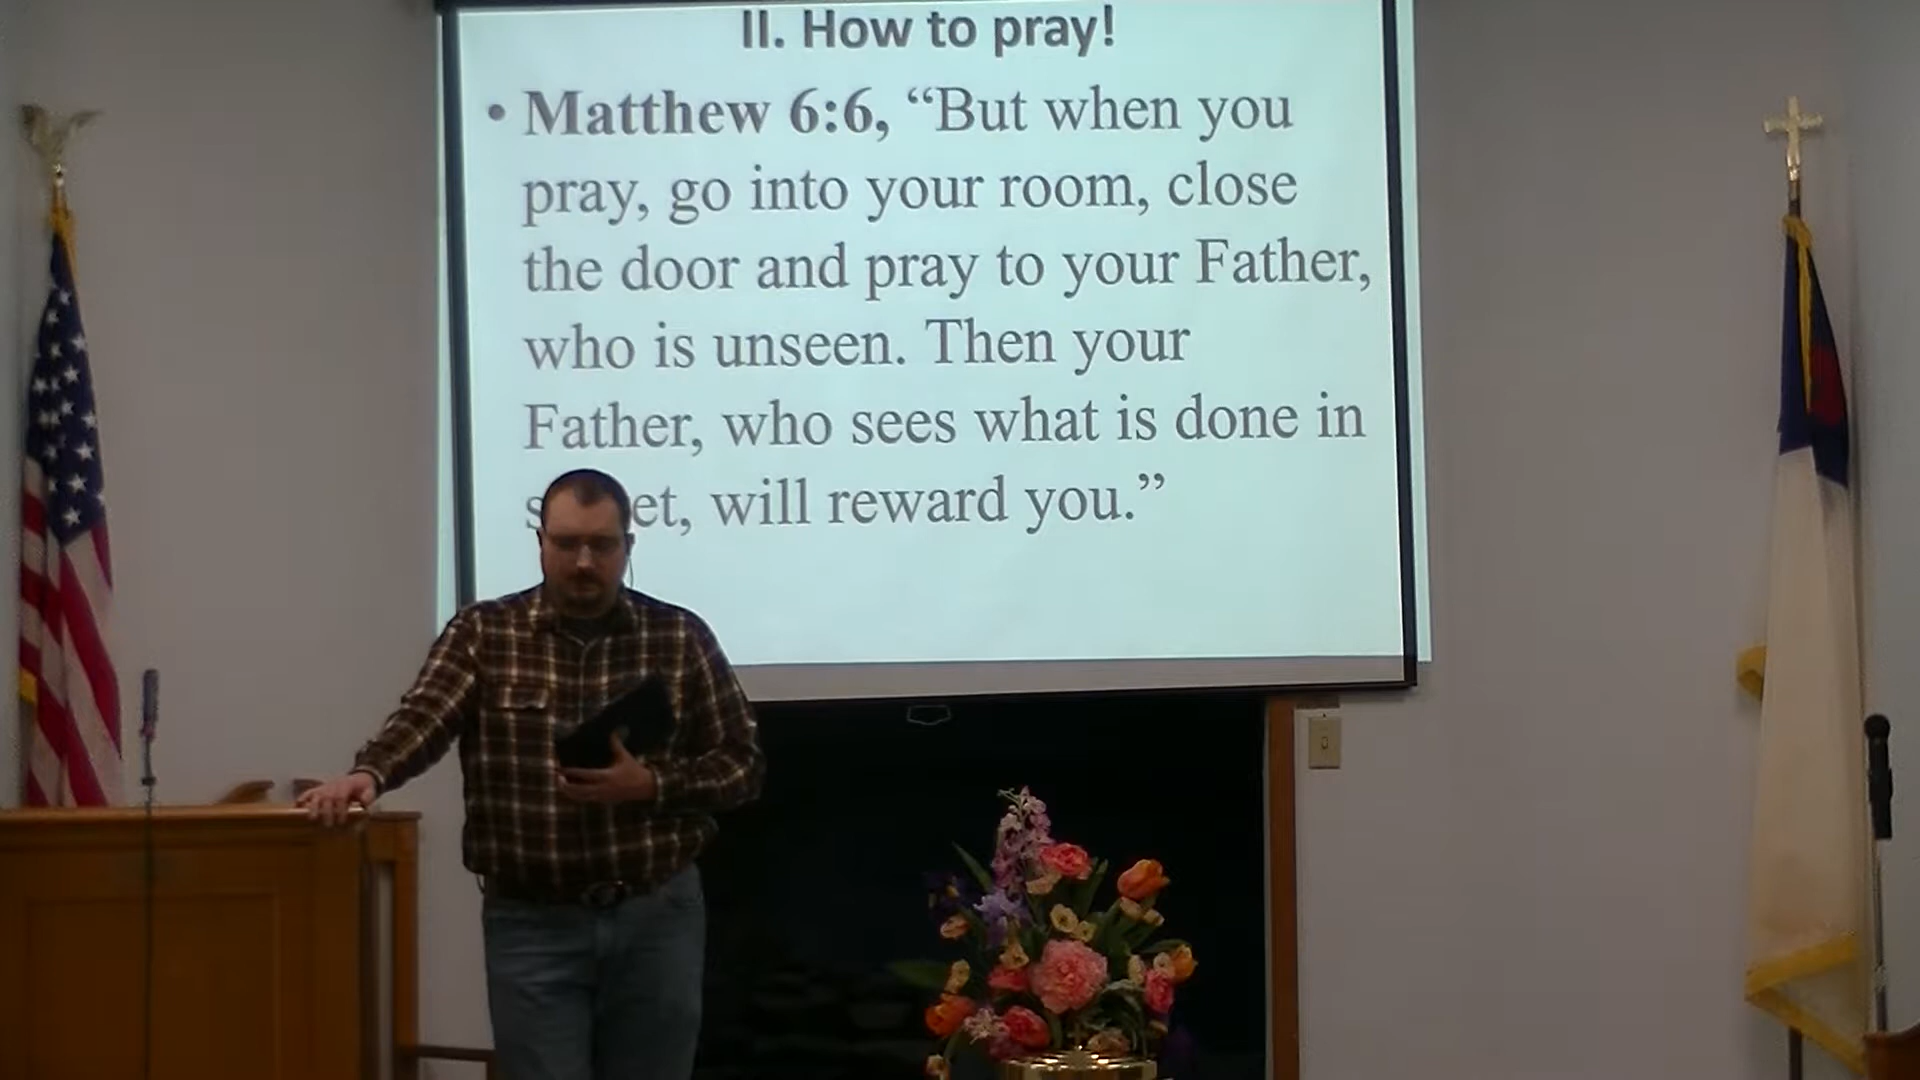 II. How to pray!
• Matthew 6:6, “But when you
pray, go into your room, close
the door and pray to your Father,
who is unseen. Then your
Father, who sees what is done in
s et, will reward you.”